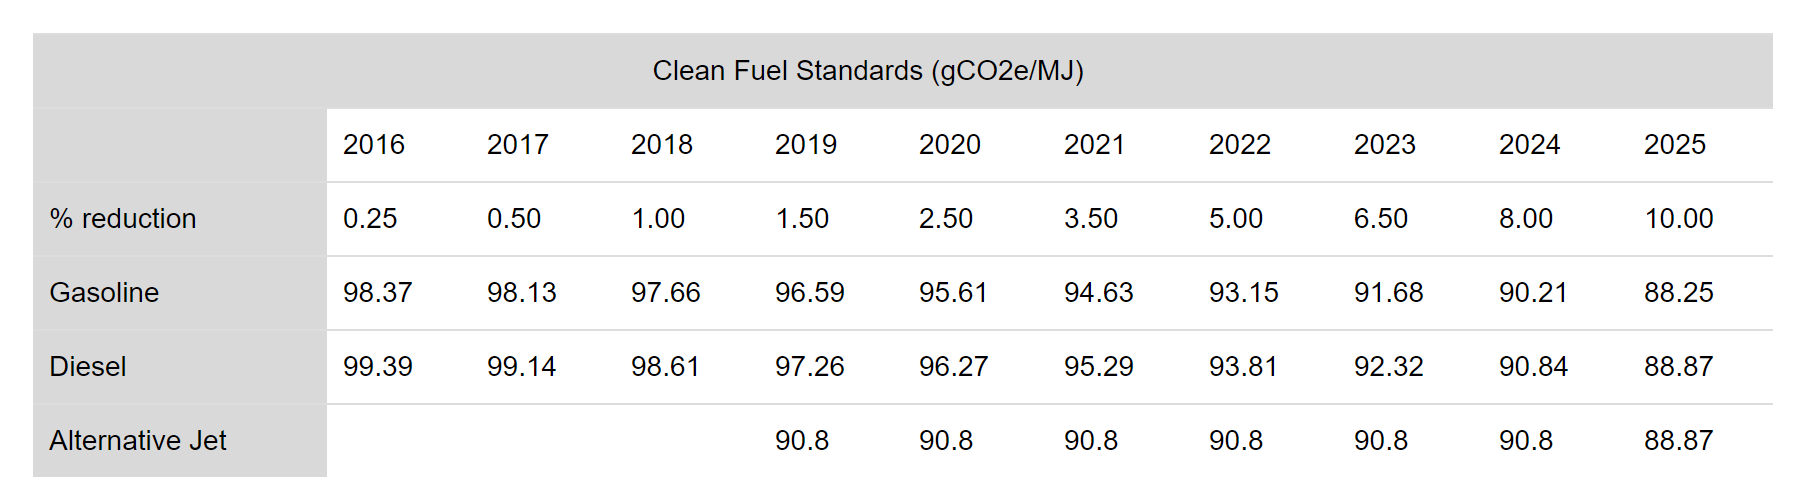 Clean Fuel Standards (gCO2e/MJ)
2016 2017 2018 2019 2020 2021 2022 2023 2024 2025
% reduction 0.25 0.50 1.00 1.50 2.50 3.50 5.00 6.50 8.00 10.00
Gasoline 98.37 98.13 97.66 96.59 95.61 94.63 93.15 91.68 90.21 88.25
Diesel 99.39 99.14 98.61 97.26 96.27 95.29 93.81 92.32 90.84 88.87
Alternative Jet 90.8 90.8 90.8 90.8 90.8 90.8 88.87